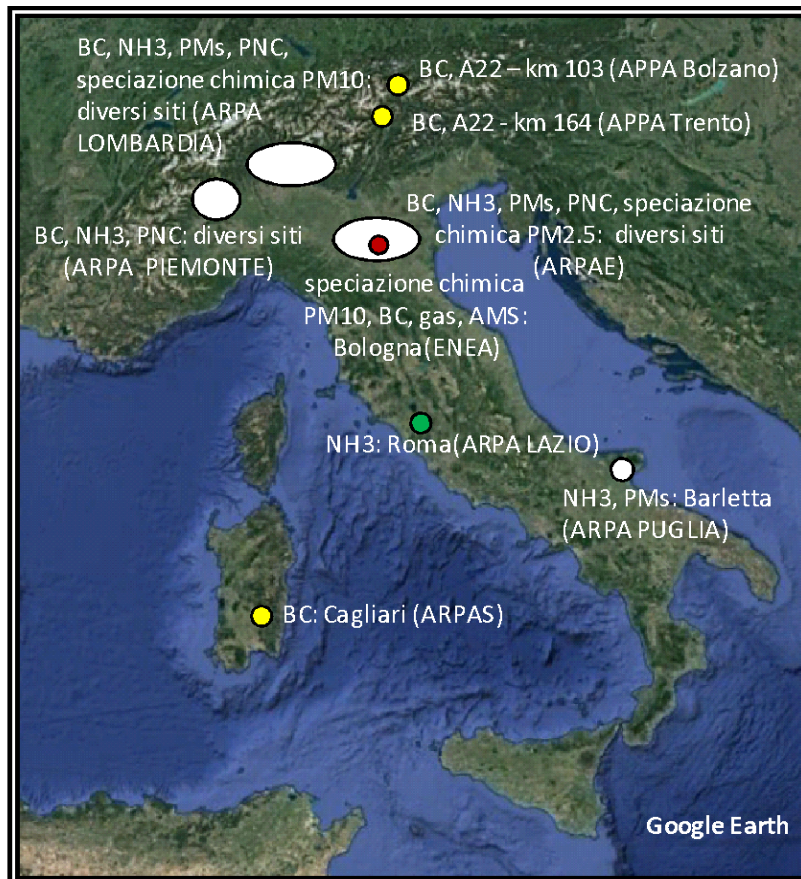 BC, NH3, PMs, PNC,
speciazione chimica PM10:
diversi siti (ARPA
LOMBARDIA)
BC, A22 – km 103 (APPA Bolzano)
BC, A22 - km 164 (APPA Trento)
BC, NH3, PNC: diversi siti
(ARPA PIEMONTE)
BC, NH3, PMs, PNC, speciazione
chimica PM2.5: diversi siti
(ARPAE)
speciazione chimica
PM10, BC, gas, AMS:
Bologna(ENEA)
NH3: Roma(ARPA LAZIO)
NH3, PMs: Barletta
(ARPA PUGLIA)
BC: Cagliari (ARPAS)
Google Earth